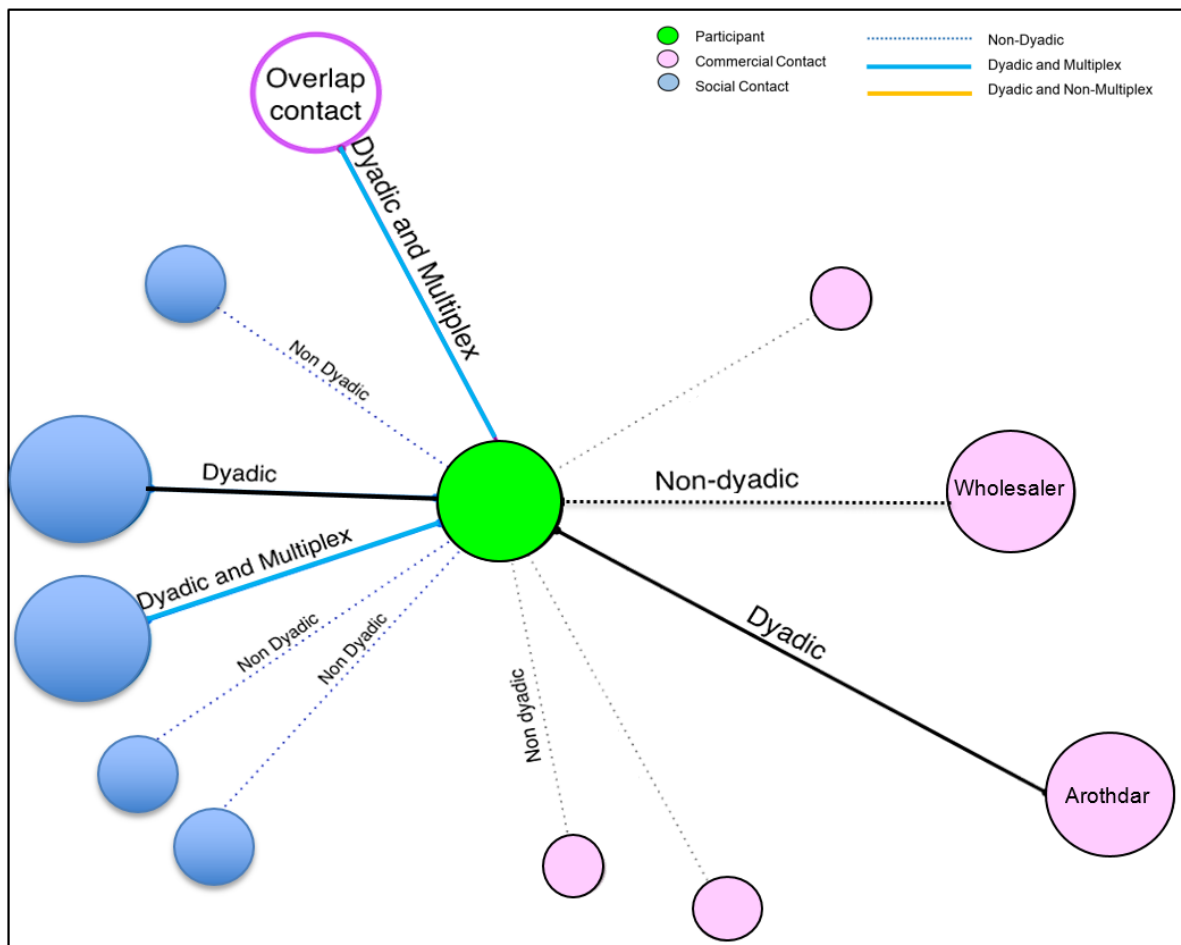 Participant
Commercial Contact
Social Contact
Non-Dyadic
Dyadic and Multiplex
Dyadic and Non-Multiplex
Overlap
contact
Dyadic and Multiplex
Non Dyadic
Dyadic
Dyadic and Multiplex
Non Dyadic
Non Dyadic
Non dyadic
Non-dyadic
Wholesaler
Dyadic
Arothdar